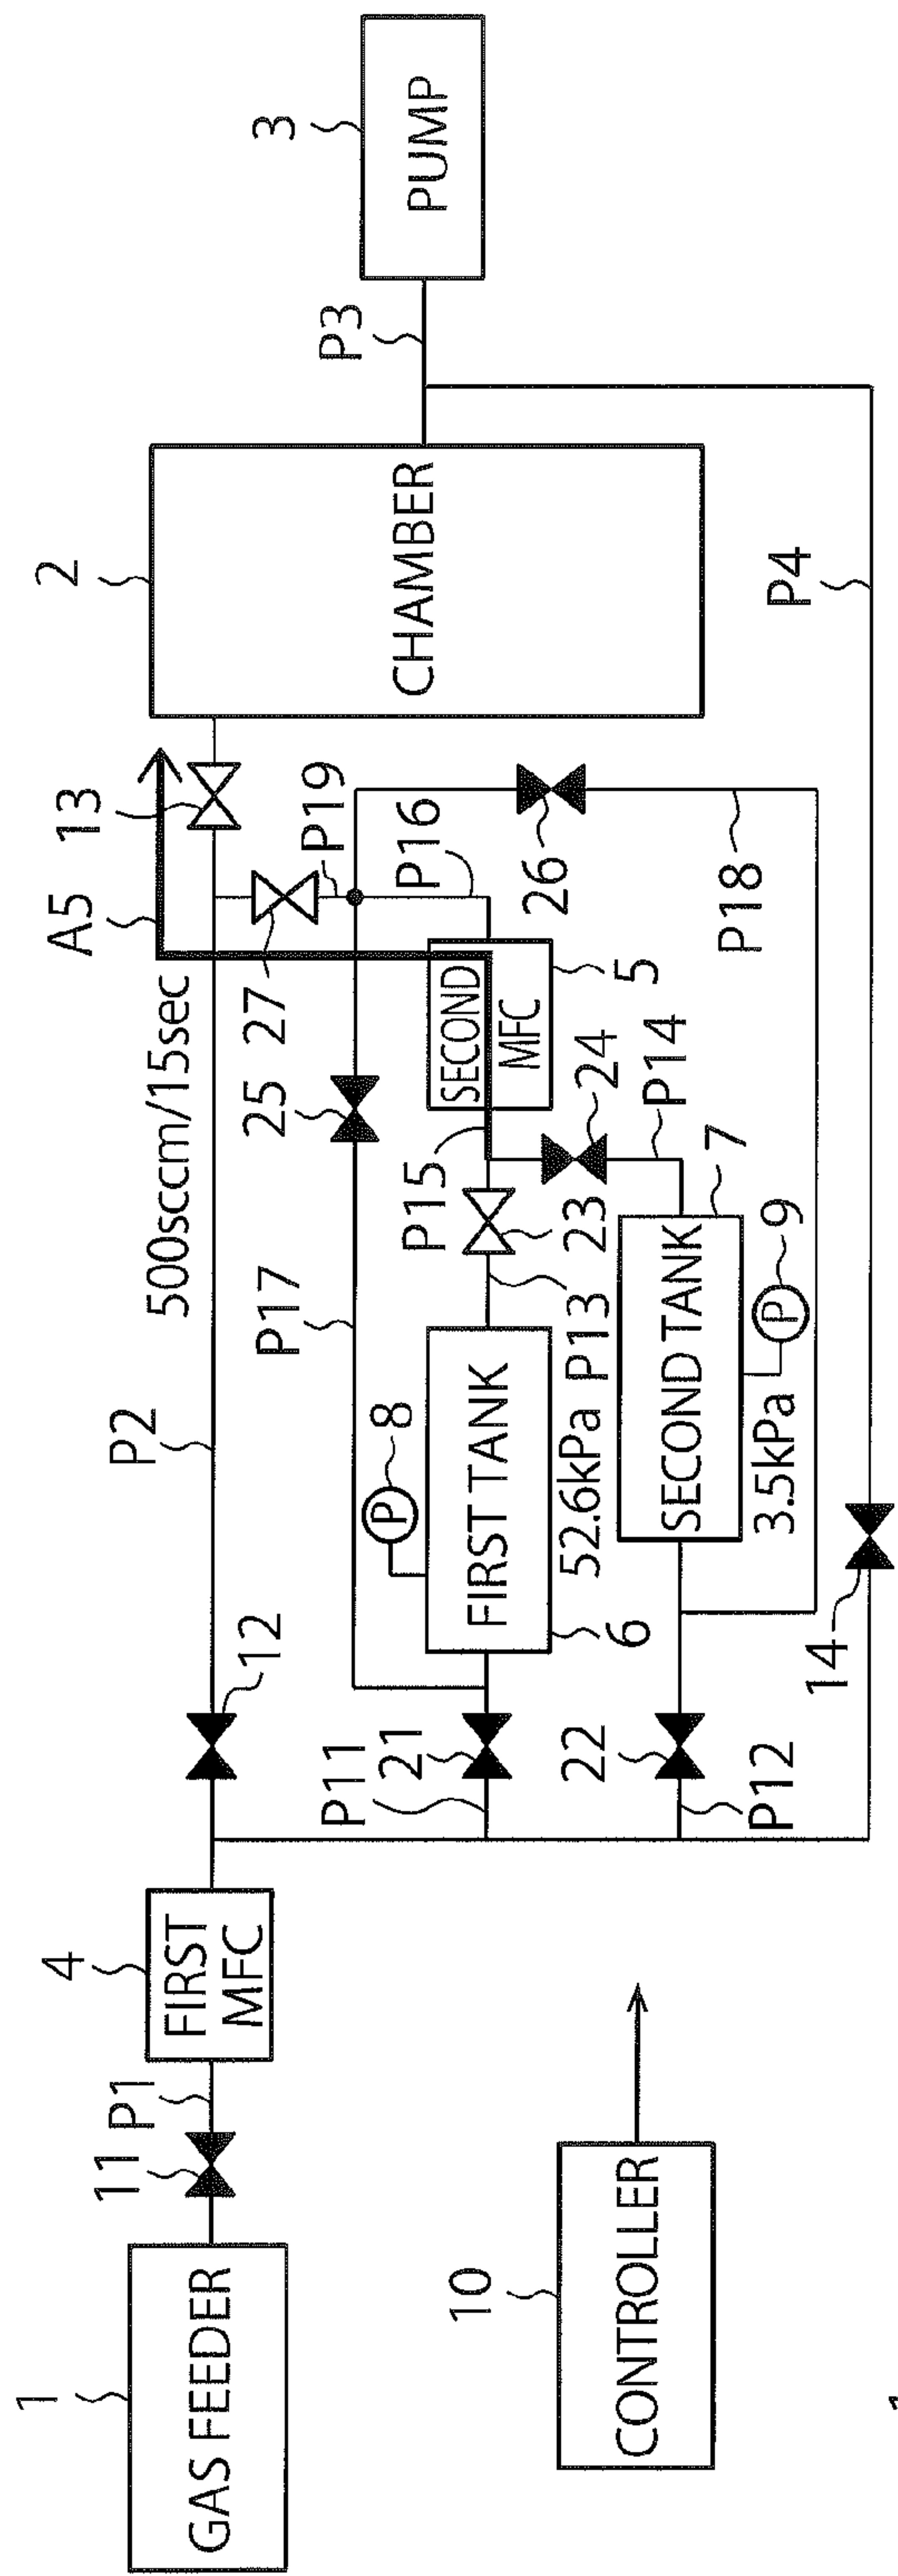 1
GAS FEEDER
11
P1
4
FIRST
MFC
12
P2
500sccm/15sec
A5
13
2
CHAMBER
3
PUMP
P3
P17
25
27
P19
P16
8
P
P11
21
FIRST TANK
6
52.6kPa
P13
23
P15
SECOND
MFC
5
26
P18
24
P14
22
P12
SECOND TANK
7
9
P
3.5kPa
14
P4
10
CONTROLLER